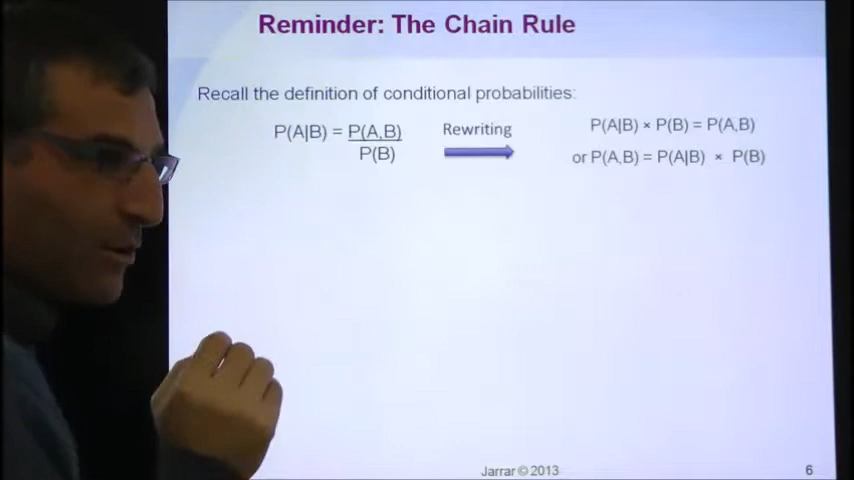 Reminder: The Chain Rule
Recall the definition of conditional probabilities:
P(A|B) = P(A,B)
P(B)
Rewriting
P(A|B) × P(B) = P(A,B)
or P(A,B) = P(A|B) × P(B)
Jarrar © 2013
6